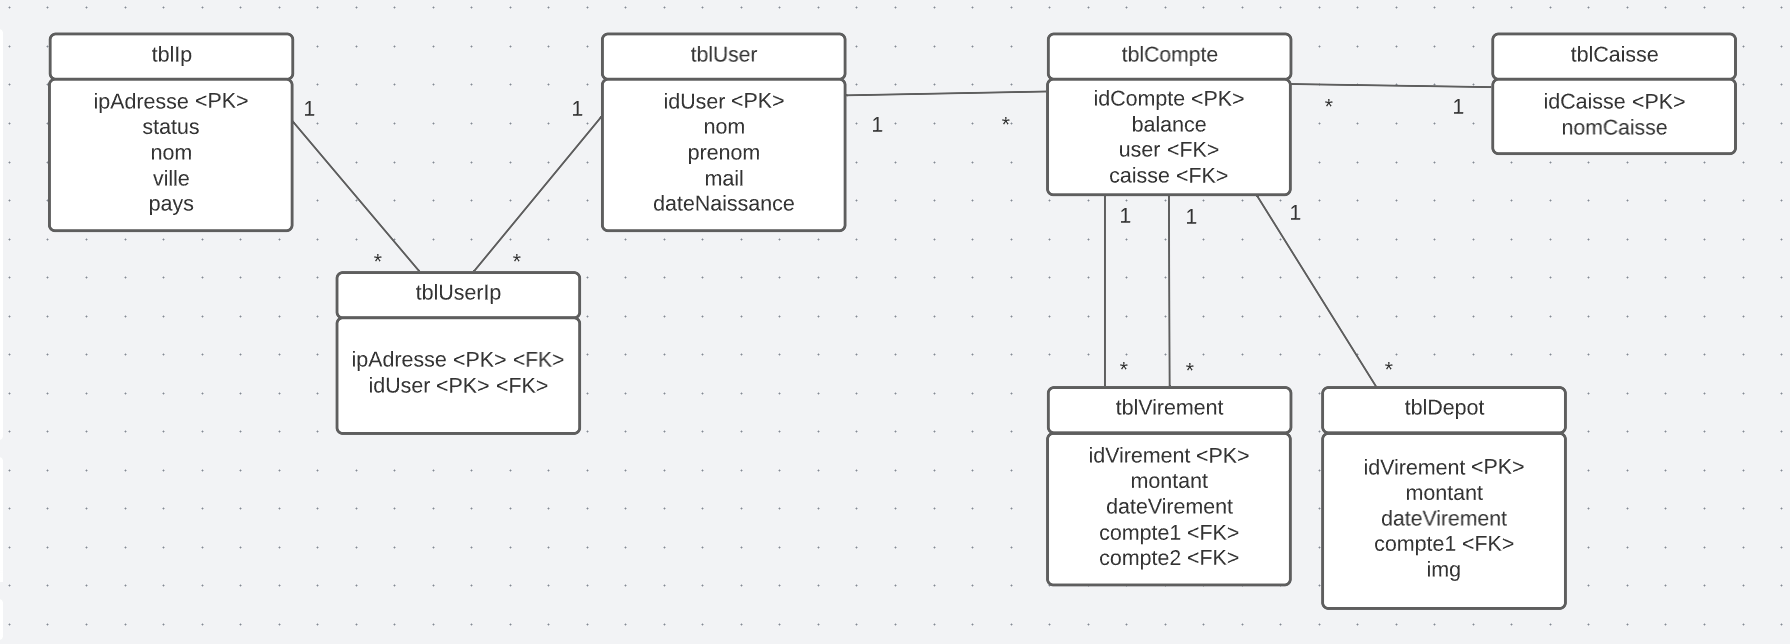 tblIp
ipAdresse <PK>
status
nom
ville
pays
1
*
tblUserIp
ipAdresse <PK> <FK>
idUser <PK> <FK>
1
*
tblUser
idUser <PK>
nom
prenom
mail
dateNaissance
1
*
tblCompte
idCompte <PK>
balance
user <FK>
caisse <FK>
*
1
tblCaisse
idCaisse <PK>
nomCaisse
1
*
1
*
1
*
tblVirement
idVirement <PK>
montant
dateVirement
compte1 <FK>
compte2 <FK>
tblDepot
idVirement <PK>
montant
dateVirement
compte1 <FK>
img